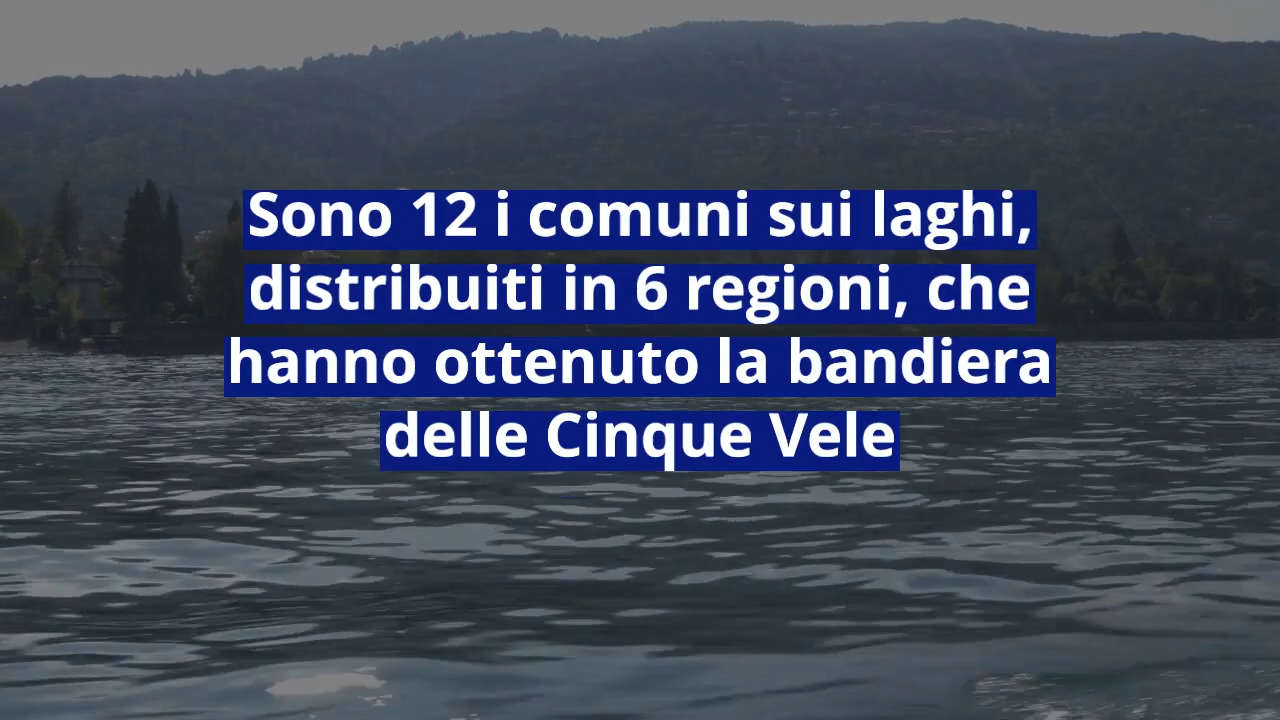 Sono 12 i comuni sui laghi,
distribuiti in 6 regioni, che
hanno ottenuto la bandiera
delle Cinque Vele